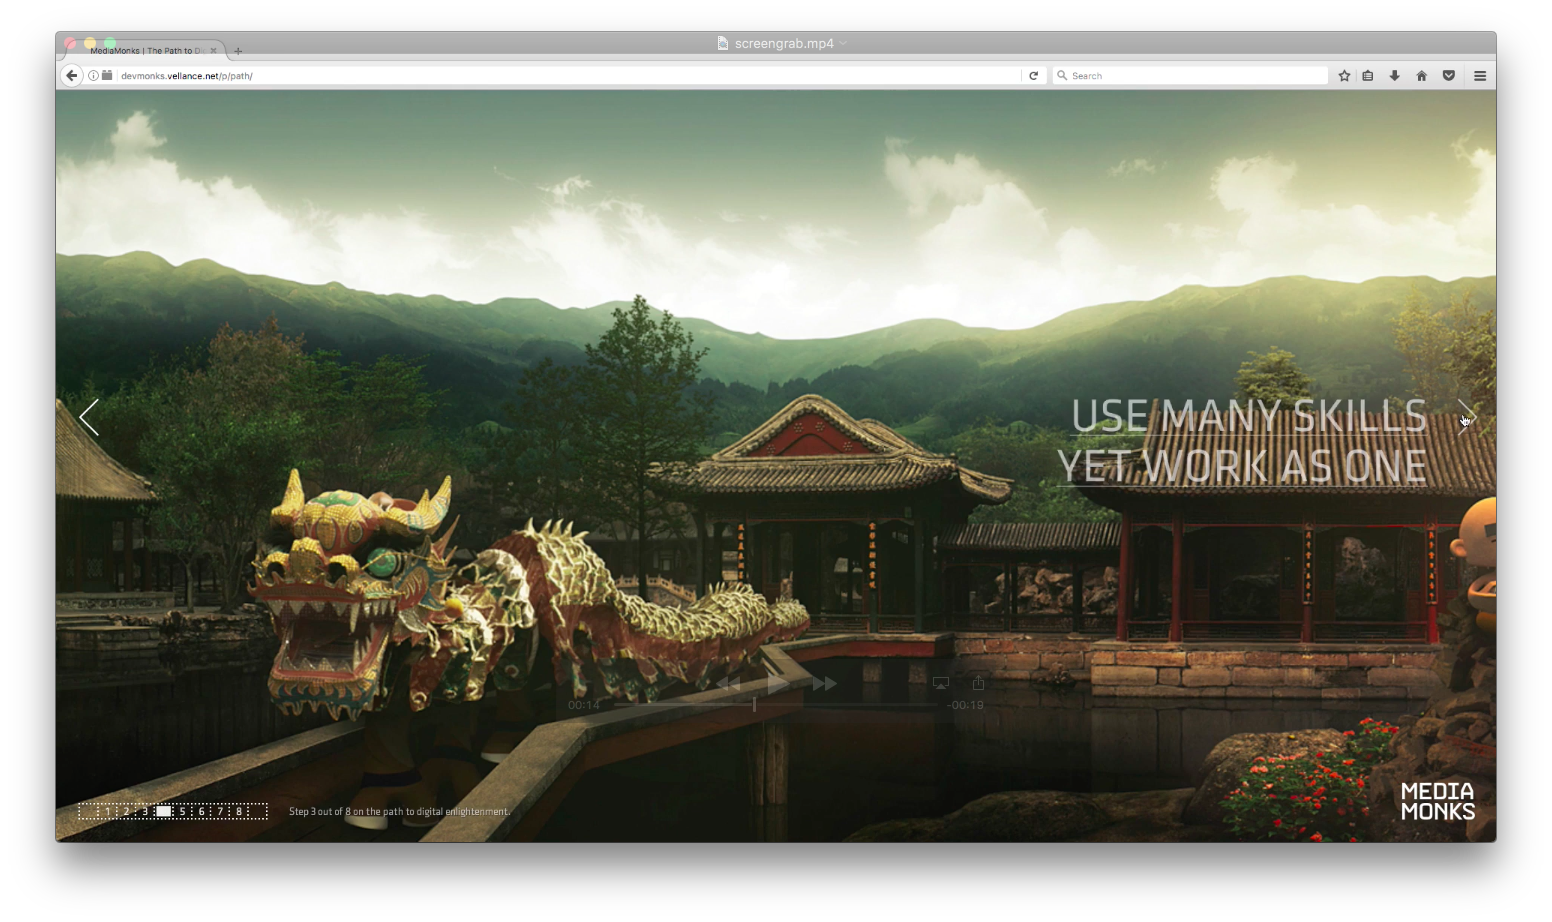 screengrab.mp4
MediaMonks | The Path to D
devmonks.vellance.net/p/path/
Search
USE MANY SKILLS
YET WORK AS ONE
00:14
-00:19
1 2 3 5 6 7 8
Step 3 out of 8 on the path to digital enlightenment.
MEDIA
MONKS